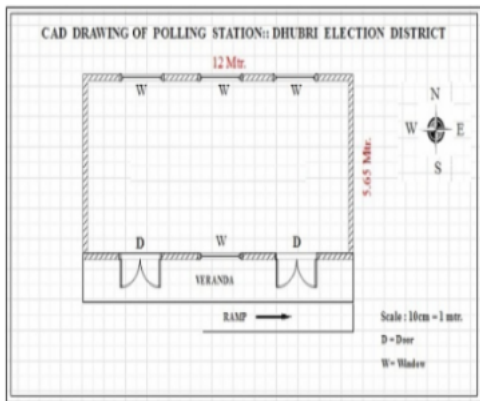 CAD DRAWING OF POLLING STATION:: DHUBRI ELECTION DISTRICT
12 Mtr.
W W W
N
W E
S
5.65 Mtr.
D W D
VERANDA
RAMP
Scale : 10cm = 1 mtr.
D = Door
W= Window